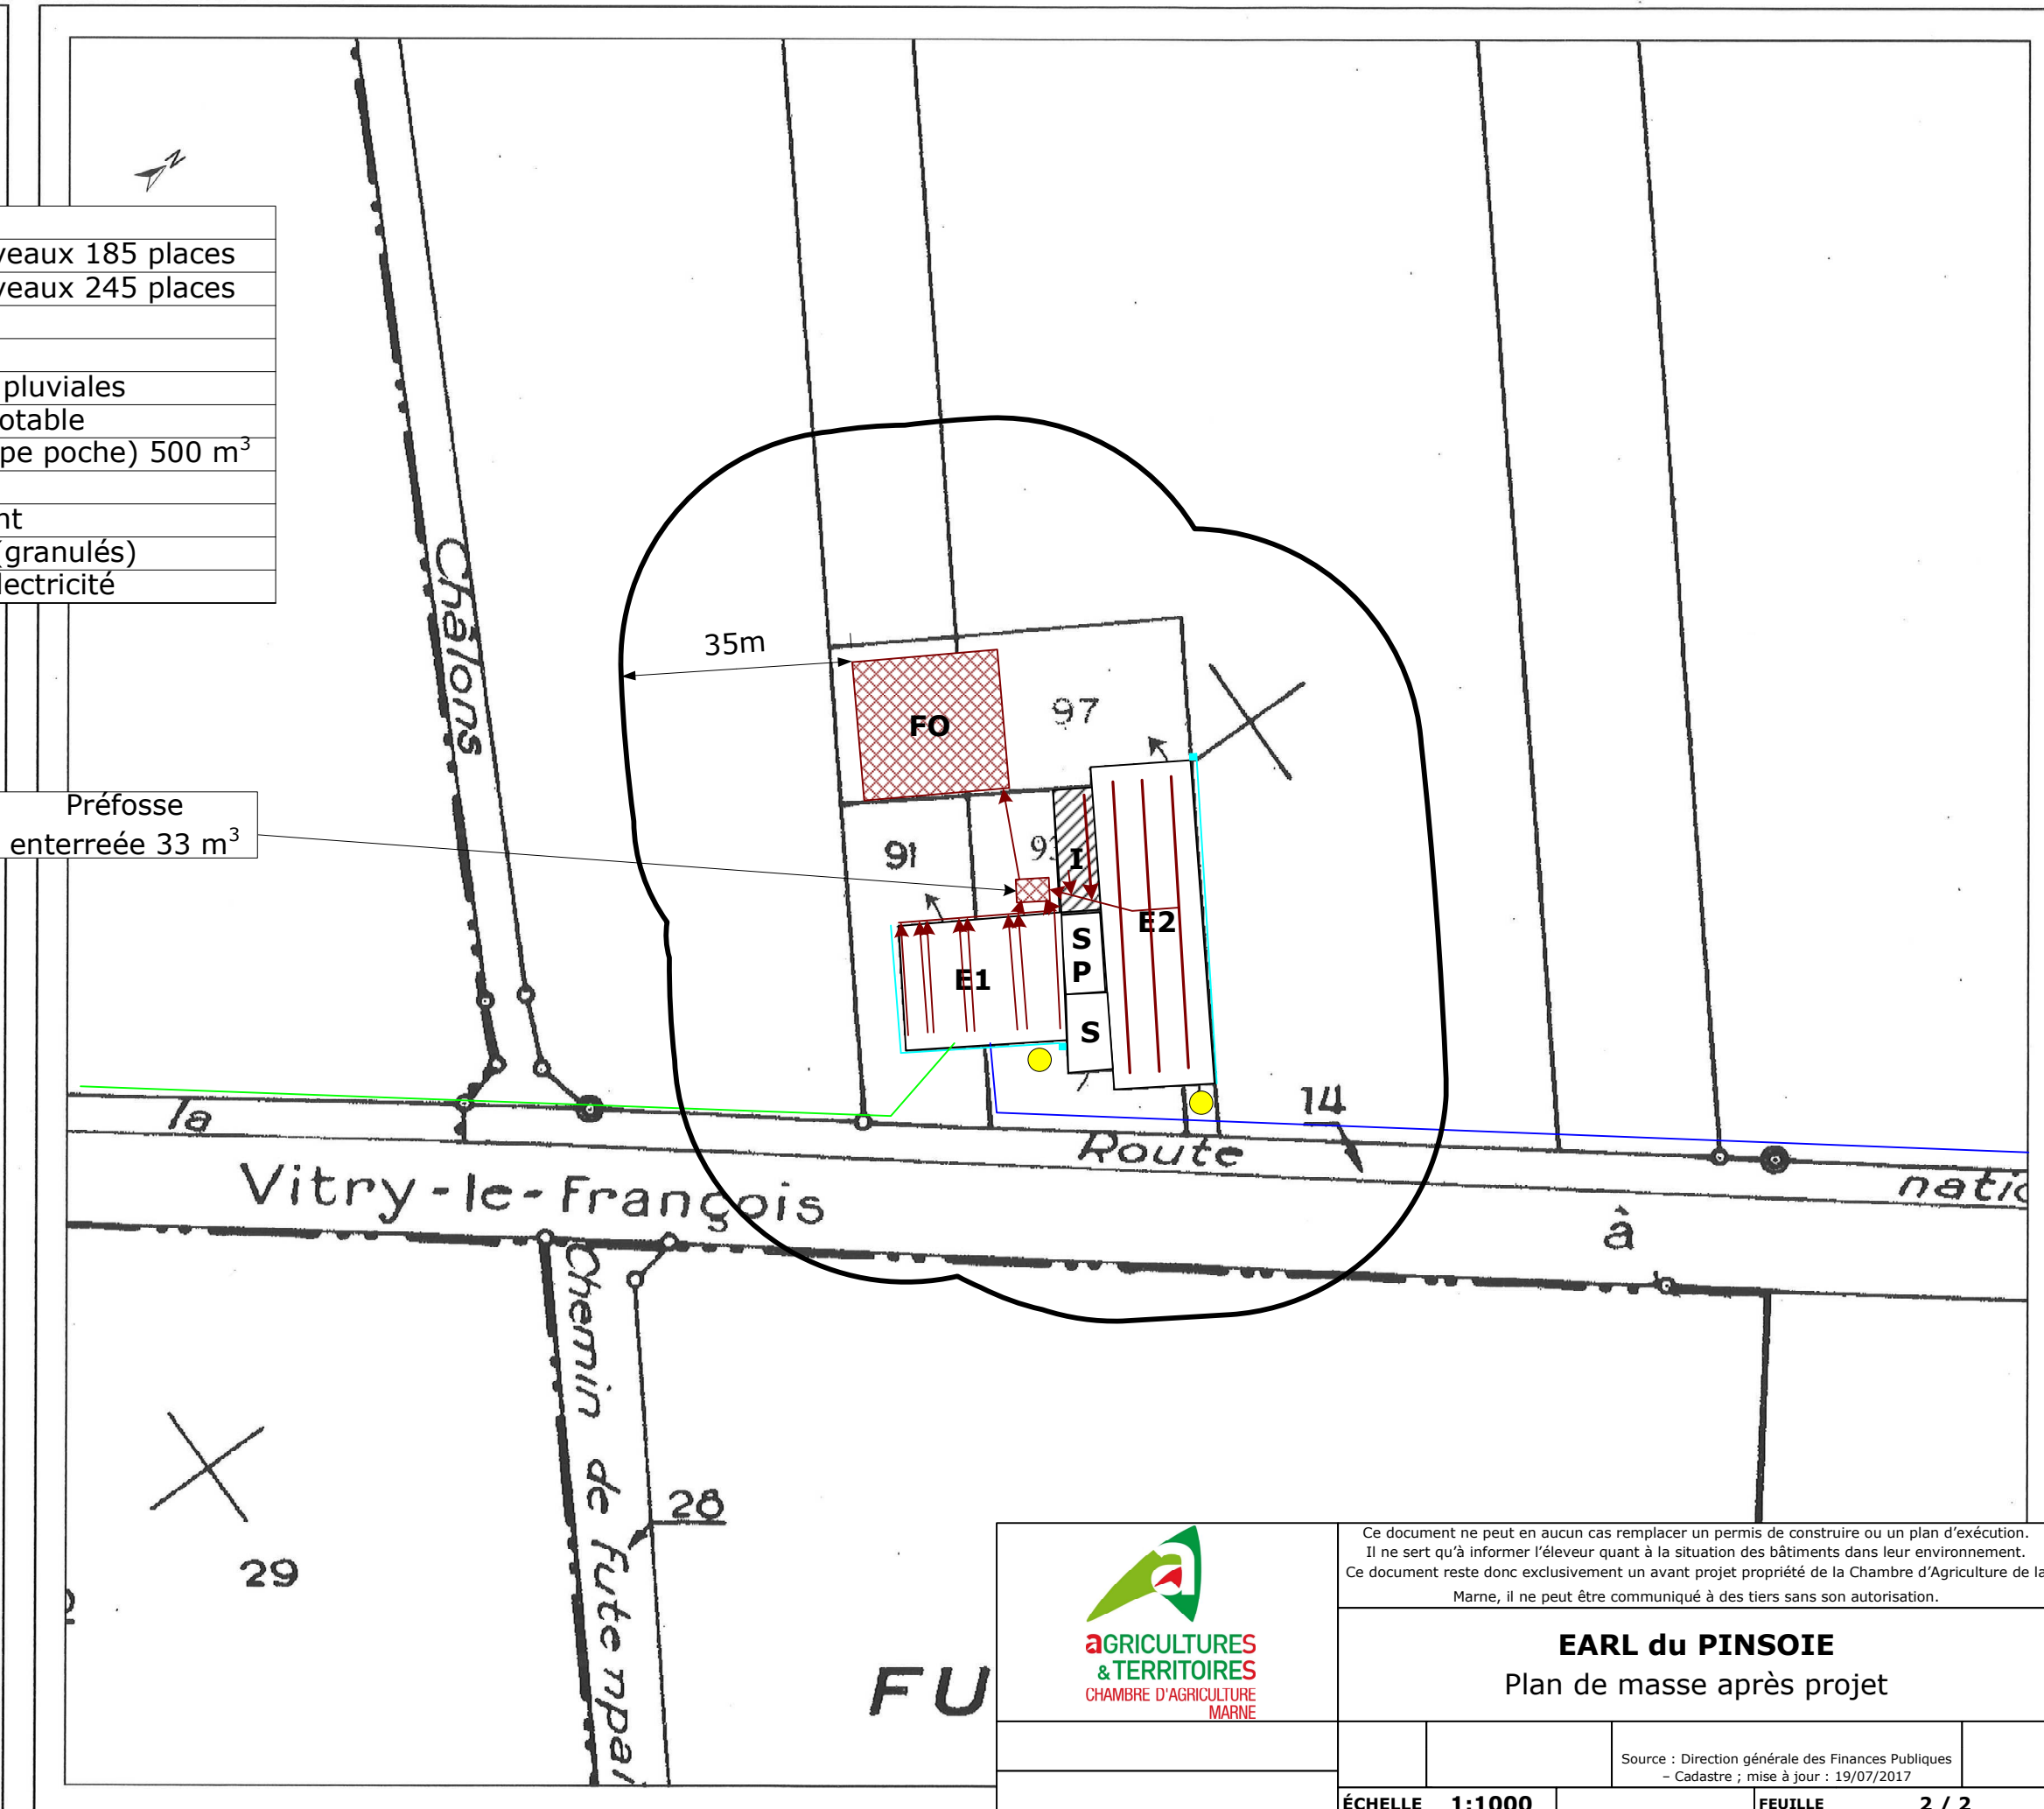 N
veaux 185 places
veaux 245 places
pluviales
otable
pe poche) 500 m³
nt
(granulés)
lectricité
Châlons
35m
FO
97
Préfosse
enterreée 33 m³
91
93
I
E2
S
P
E1
S
la
14
Route
Vitry-le-François
natio
à
Chemin de Futenpai
28
29
FU
aGRICULTURES
& TERRITOIRES
CHAMBRE D'AGRICULTURE
MARNE
Ce document ne peut en aucun cas remplacer un permis de construire ou un plan d'exécution.
Il ne sert qu'à informer l'éleveur quant à la situation des bâtiments dans leur environnement.
Ce document reste donc exclusivement un avant projet propriété de la Chambre d'Agriculture de la
Marne, il ne peut être communiqué à des tiers sans son autorisation.
EARL du PINSOIE
Plan de masse après projet
Source : Direction générale des Finances Publiques
– Cadastre ; mise à jour : 19/07/2017
ÉCHELLE 1:1000 FEUILLE 2 / 2